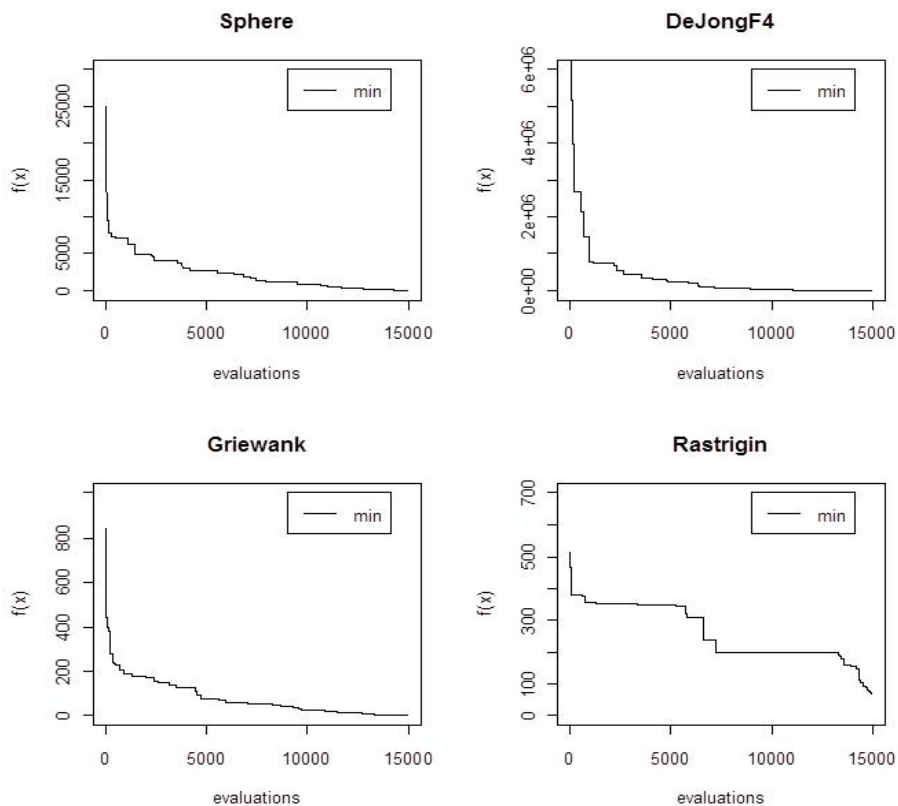 Sphere
f(x)
25000
15000
5000
0
min
0 5000 10000 15000
evaluations
DeJongF4
f(x)
6e+06
4e+06
2e+06
0e+00
min
0 5000 10000 15000
evaluations
Griewank
f(x)
800
600
400
200
0
min
0 5000 10000 15000
evaluations
Rastrigin
f(x)
700
500
300
100
0
min
0 5000 10000 15000
evaluations